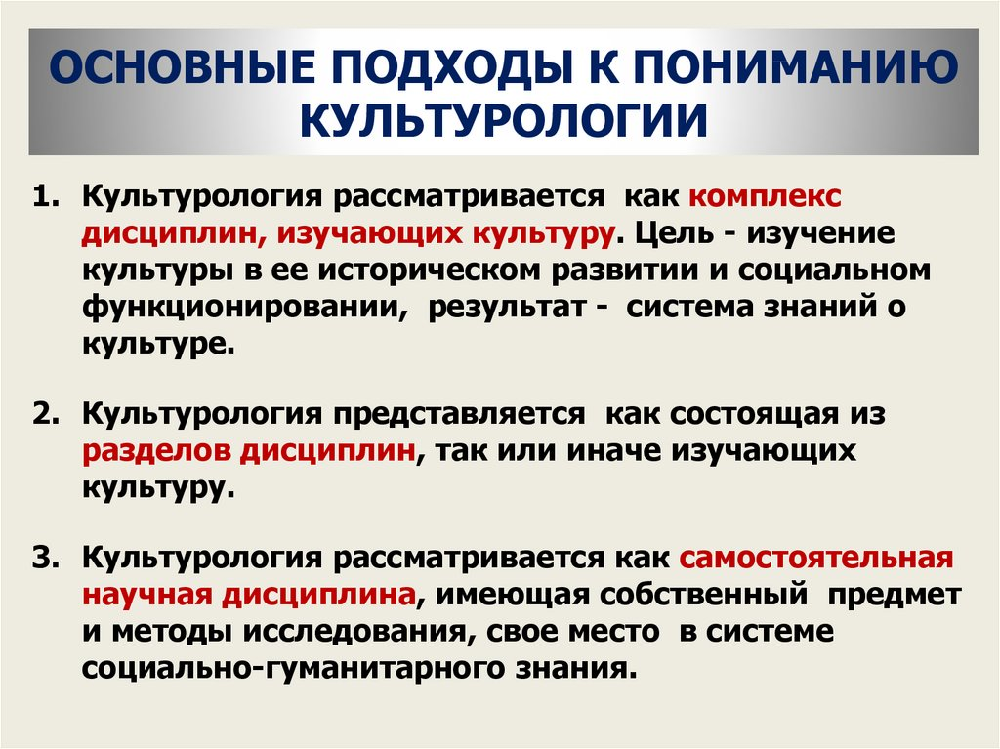 ОСНОВНЫЕ ПОДХОДЫ К ПОНИМАНИЮ
КУЛЬТУРОЛОГИИ
1. Культурология рассматривается как комплекс
дисциплин, изучающих культуру. Цель - изучение
культуры в ее историческом развитии и социальном
функционировании, результат - система знаний о
культуре.
2. Культурология представляется как состоящая из
разделов дисциплин, так или иначе изучающих
культуру.
3. Культурология рассматривается как самостоятельная
научная дисциплина, имеющая собственный предмет
и методы исследования, свое место в системе
социально-гуманитарного знания.